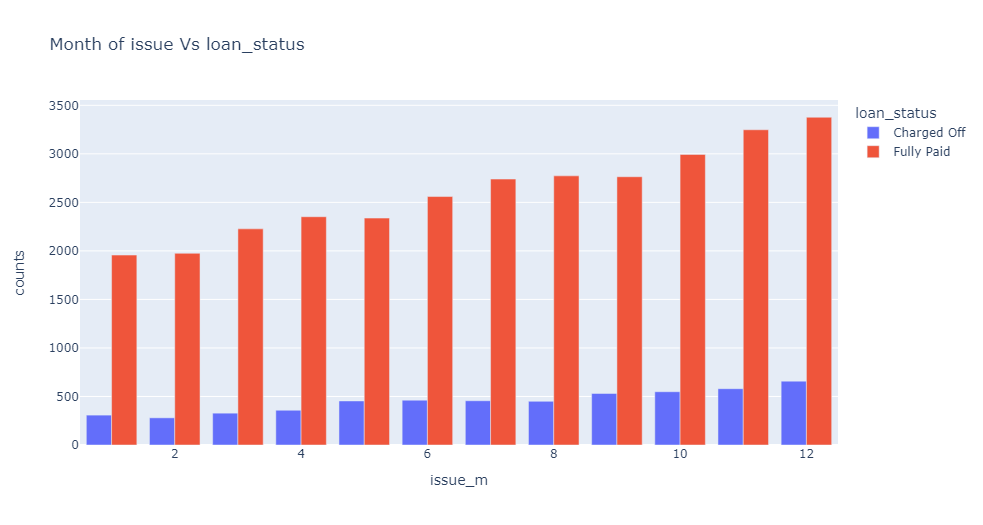 Month of issue Vs loan_status
loan_status
Charged Off
Fully Paid
counts
3500
3000
2500
2000
1500
1000
500
0
2 4 6 8 10 12
issue_m